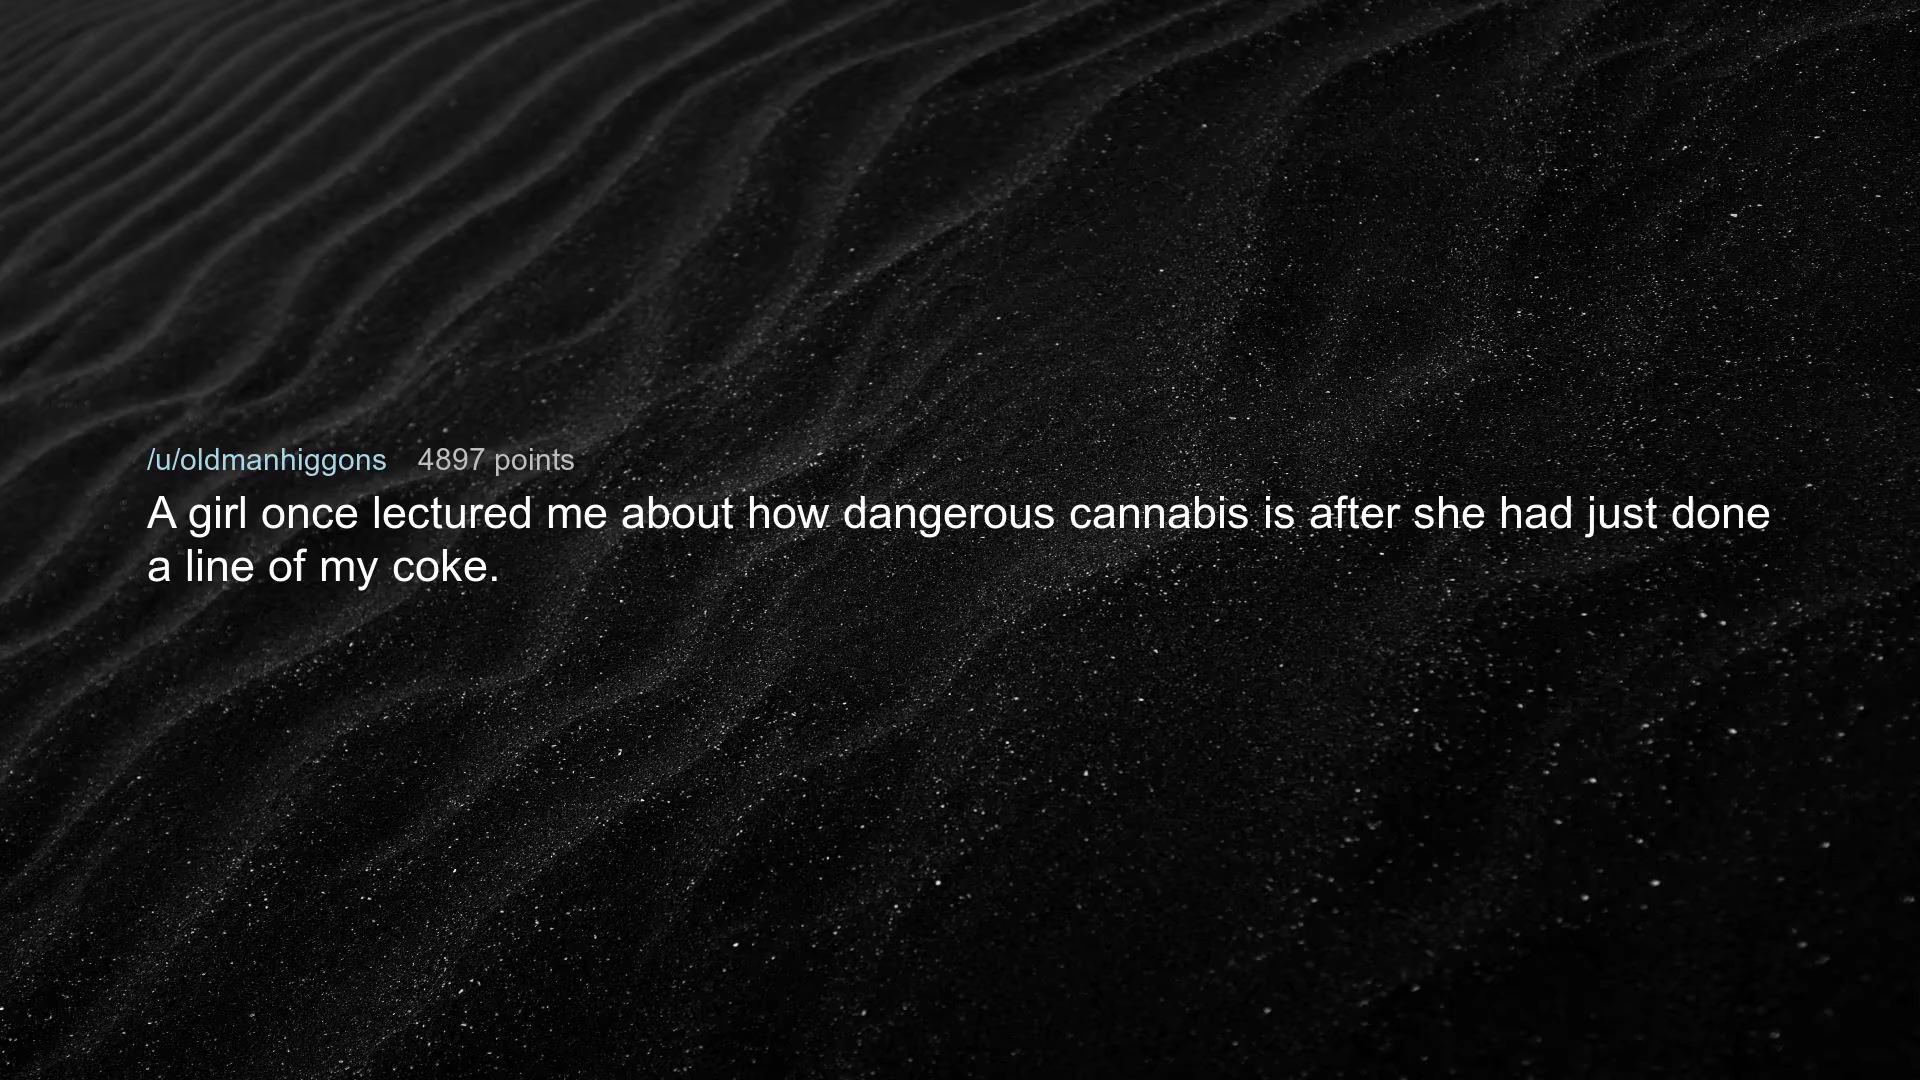 /u/oldmanhiggons 4897 points
A girl once lectured me about how dangerous cannabis is after she had just done
a line of my coke.